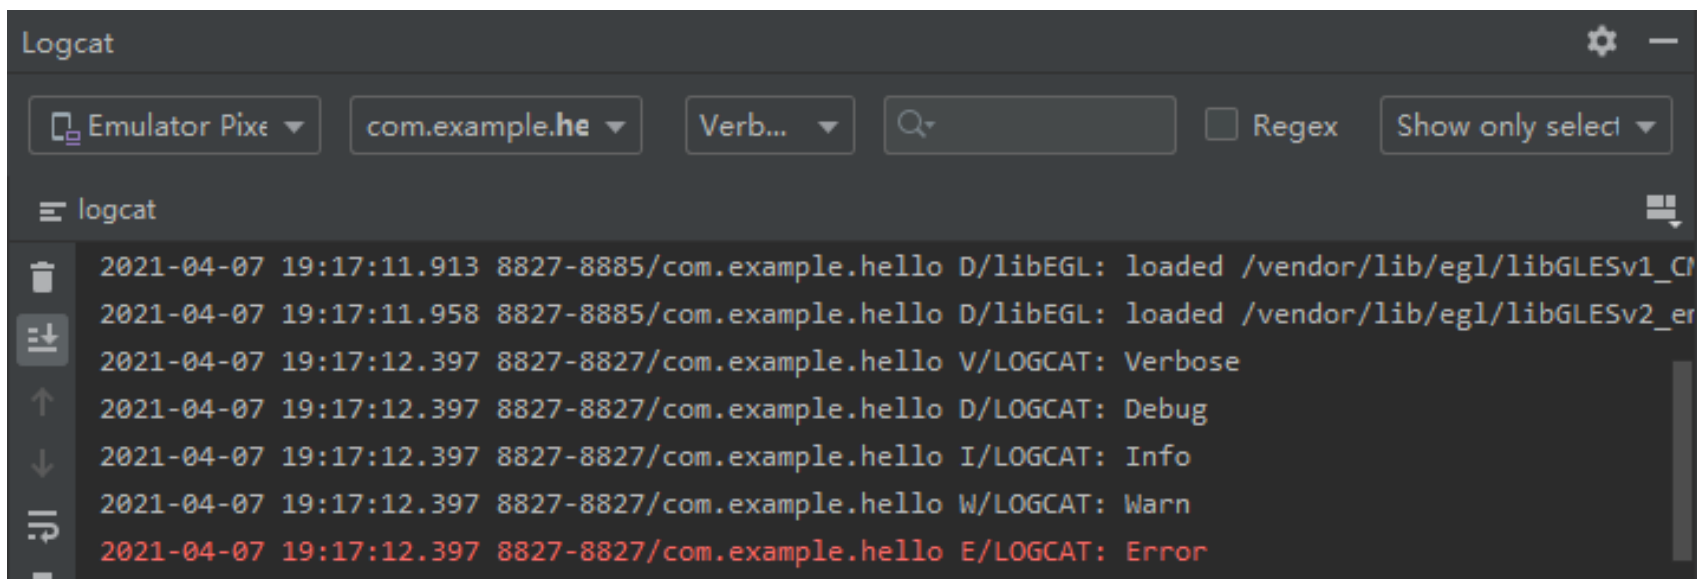 Logcat
Emulator Pixe com.example.he Verb... Regex Show only select
logcat
2021-04-07 19:17:11.913 8827-8885/com.example.hello D/libEGL: loaded /vendor/lib/egl/libGLESv1_CM
2021-04-07 19:17:11.958 8827-8885/com.example.hello D/libEGL: loaded /vendor/lib/egl/libGLESv2_em
2021-04-07 19:17:12.397 8827-8827/com.example.hello V/LOGCAT: Verbose
2021-04-07 19:17:12.397 8827-8827/com.example.hello D/LOGCAT: Debug
2021-04-07 19:17:12.397 8827-8827/com.example.hello I/LOGCAT: Info
2021-04-07 19:17:12.397 8827-8827/com.example.hello W/LOGCAT: Warn
2021-04-07 19:17:12.397 8827-8827/com.example.hello E/LOGCAT: Error